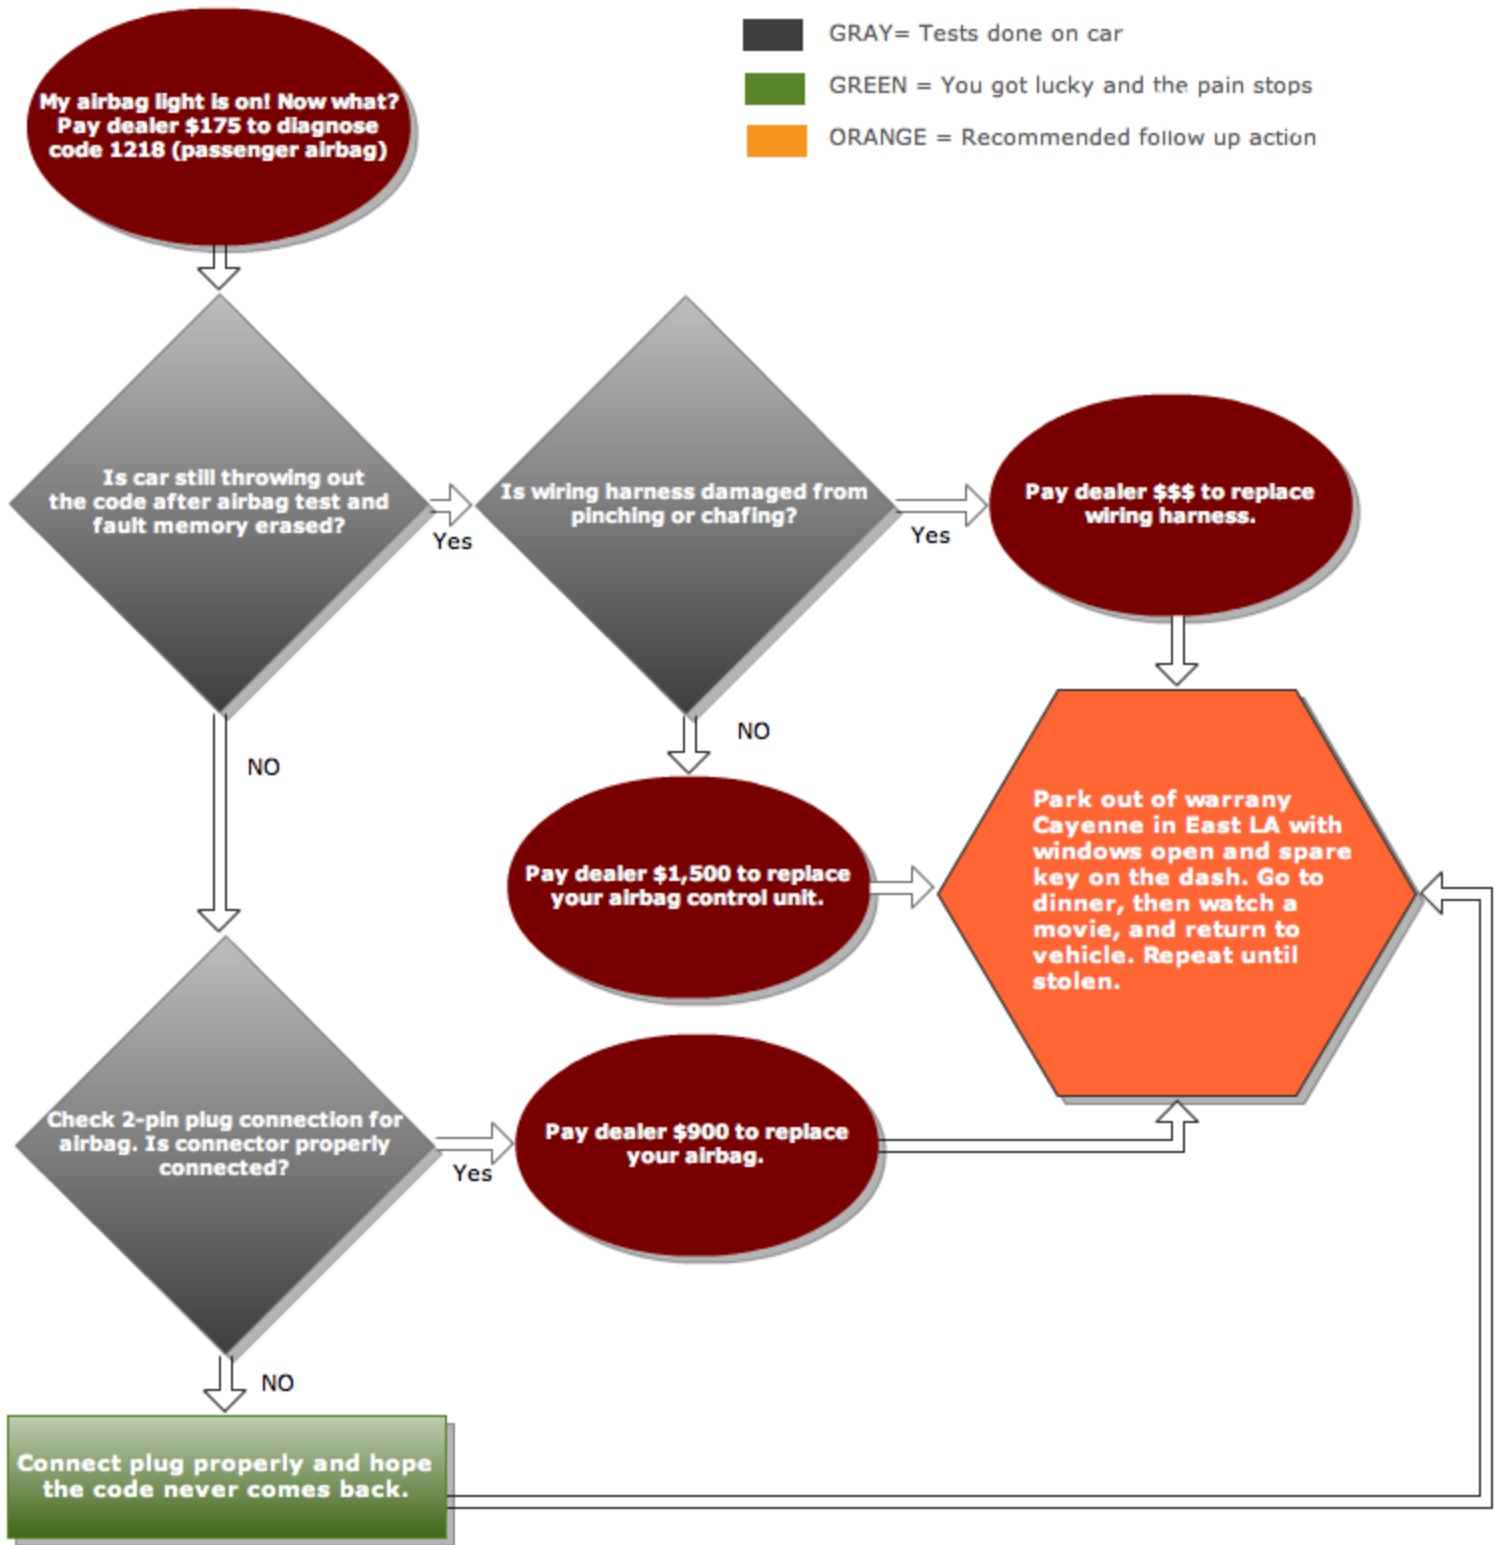 My airbag light is on! Now what?
Pay dealer $175 to diagnose
code 1218 (passenger airbag)
GRAY= Tests done on car
GREEN = You got lucky and the pain stops
ORANGE = Recommended follow up action
Is car still throwing out
the code after airbag test and
fault memory erased?
Yes
Is wiring harness damaged from
pinching or chafing?
Yes
Pay dealer $$$ to replace
wiring harness.
NO
NO
Pay dealer $1,500 to replace
your airbag control unit.
Park out of warrany
Cayenne in East LA with
windows open and spare
key on the dash. Go to
dinner, then watch a
movie, and return to
vehicle. Repeat until
stolen.
Check 2-pin plug connection for
airbag. Is connector properly
connected?
Yes
Pay dealer $900 to replace
your airbag.
NO
Connect plug properly and hope
the code never comes back.